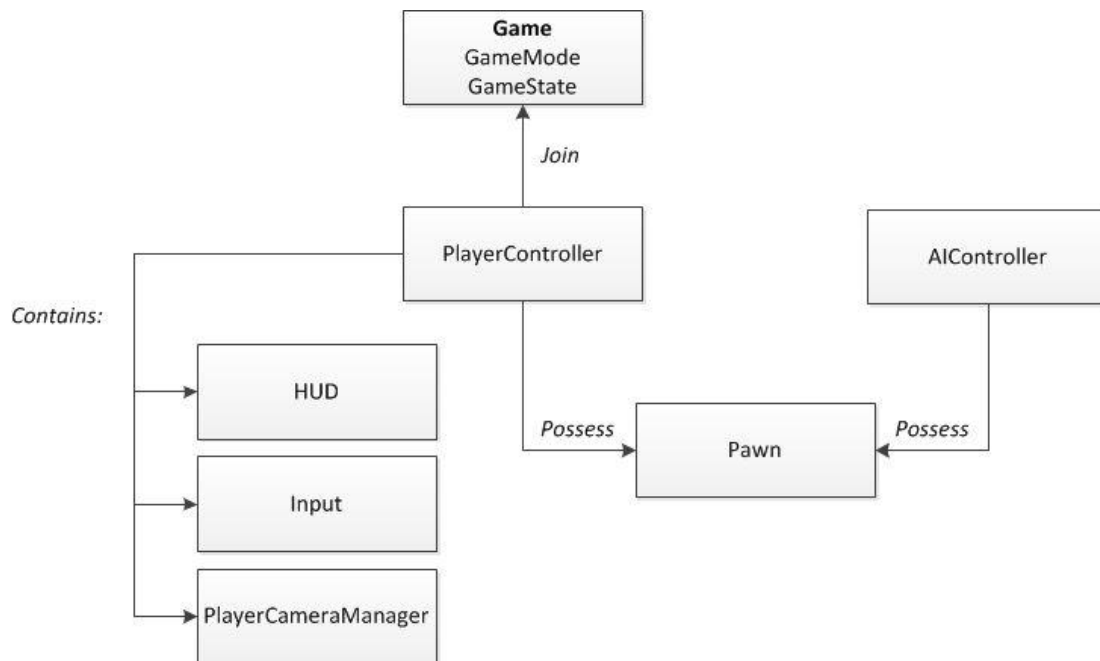 Game
GameMode
GameState
Join
PlayerController
AIController
Contains:
HUD
Possess
Possess
Pawn
Input
PlayerCameraManager